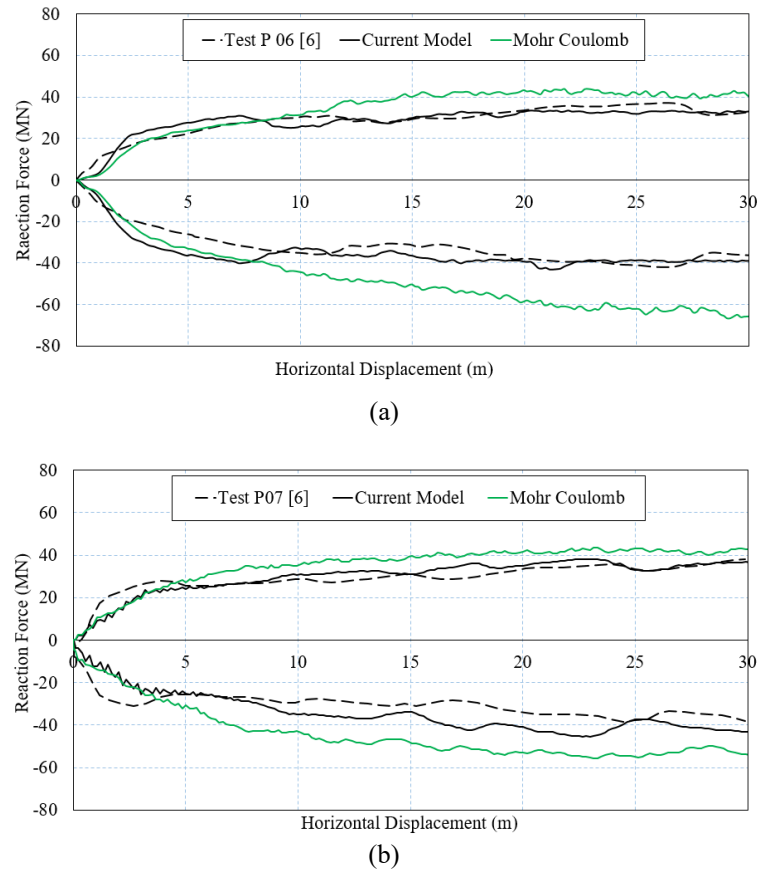 80
--Test P 06 [6] Current Model Mohr Coulomb
60
40
20
0
0 5 10 15 20 25 30
-20
-40
-60
-80
Raection Force (MN)
Horizontal Displacement (m)
(a)
80
--Test P07 [6] Current Model Mohr Coulomb
60
40
20
0
0 5 10 15 20 25 30
-20
-40
-60
-80
Reaction Force (MN)
Horizontal Displacement (m)
(b)